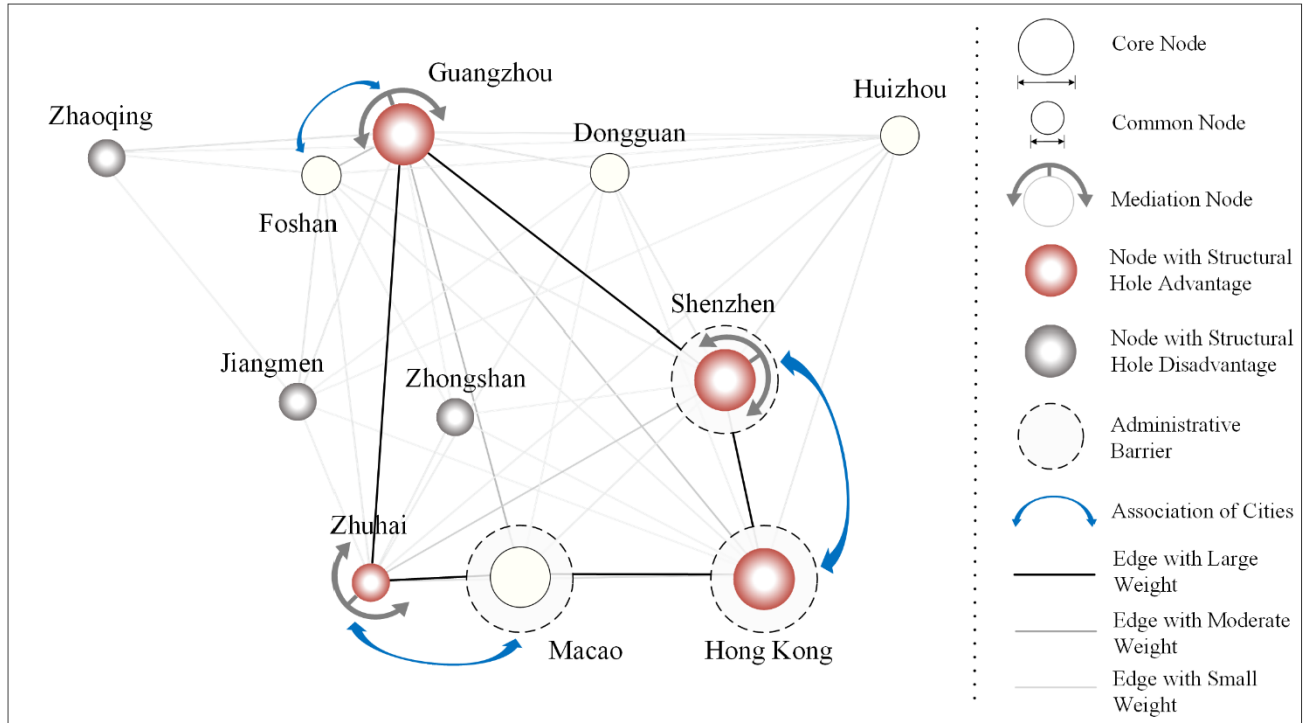 Guangzhou
Huizhou
Zhaoqing
Dongguan
Foshan
Shenzhen
Jiangmen
Zhongshan
Zhuhai
Macao
Hong Kong
Core Node
Common Node
Mediation Node
Node with Structural
Hole Advantage
Node with Structural
Hole Disadvantage
Administrative
Barrier
Association of Cities
Edge with Large
Weight
Edge with Moderate
Weight
Edge with Small
Weight